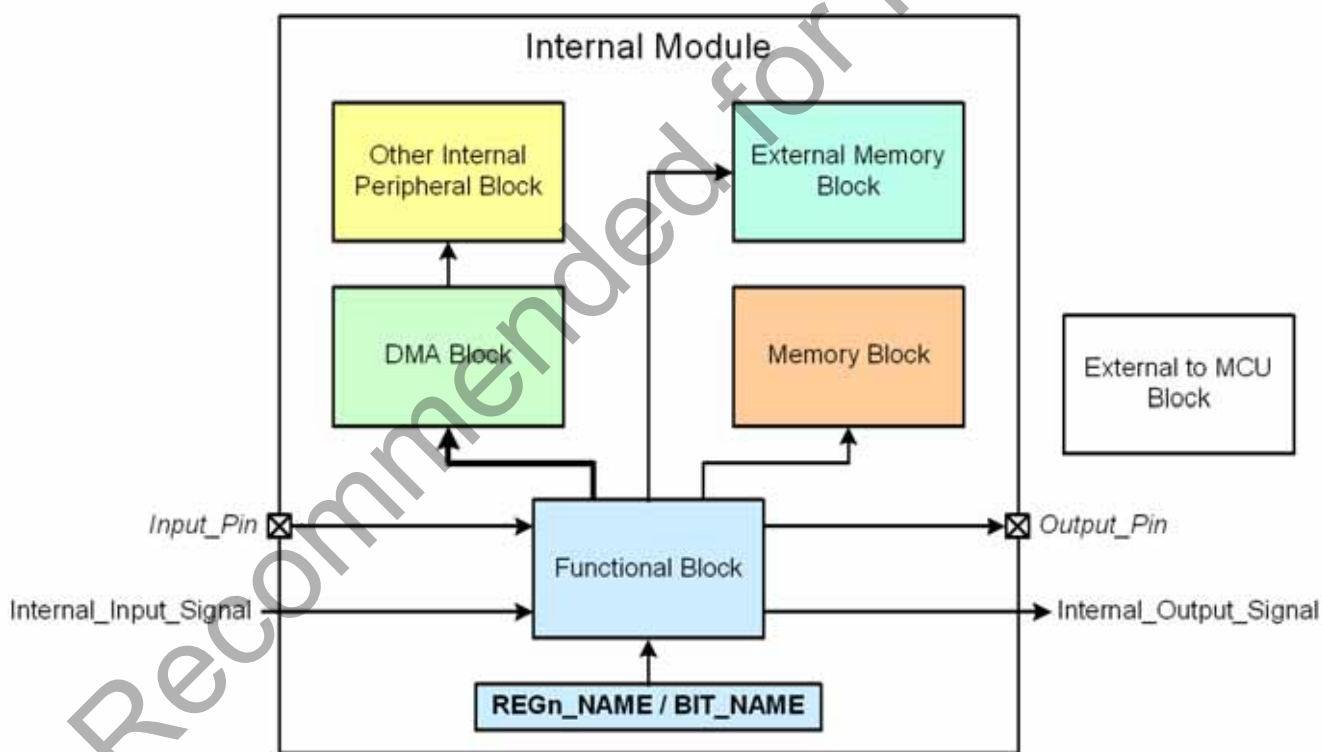 Internal Module
Other Internal
Peripheral Block
External Memory
Block
DMA Block
Memory Block
External to MCU
Block
Input_Pin
Output_Pin
Functional Block
Internal_Input_Signal
Internal_Output_Signal
REGn_NAME / BIT_NAME
Recommended for